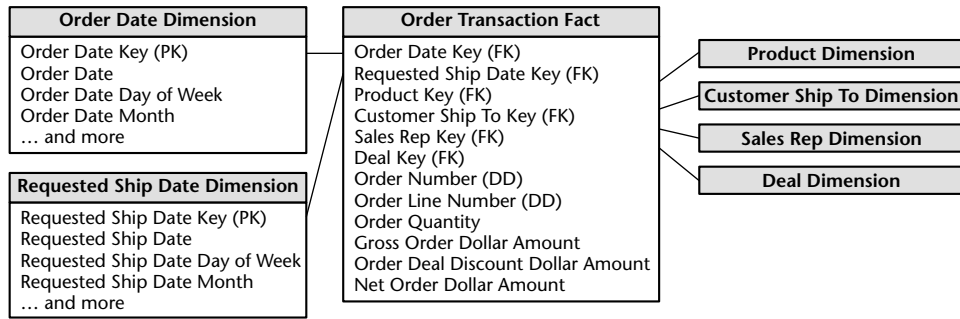 Order Date Dimension
Order Date Key (PK)
Order Date
Order Date Day of Week
Order Date Month
… and more
Requested Ship Date Dimension
Requested Ship Date Key (PK)
Requested Ship Date
Requested Ship Date Day of Week
Requested Ship Date Month
… and more
Order Transaction Fact
Order Date Key (FK)
Requested Ship Date Key (FK)
Product Key (FK)
Customer Ship To Key (FK)
Sales Rep Key (FK)
Deal Key (FK)
Order Number (DD)
Order Line Number (DD)
Order Quantity
Gross Order Dollar Amount
Order Deal Discount Dollar Amount
Net Order Dollar Amount
Product Dimension
Customer Ship To Dimension
Sales Rep Dimension
Deal Dimension